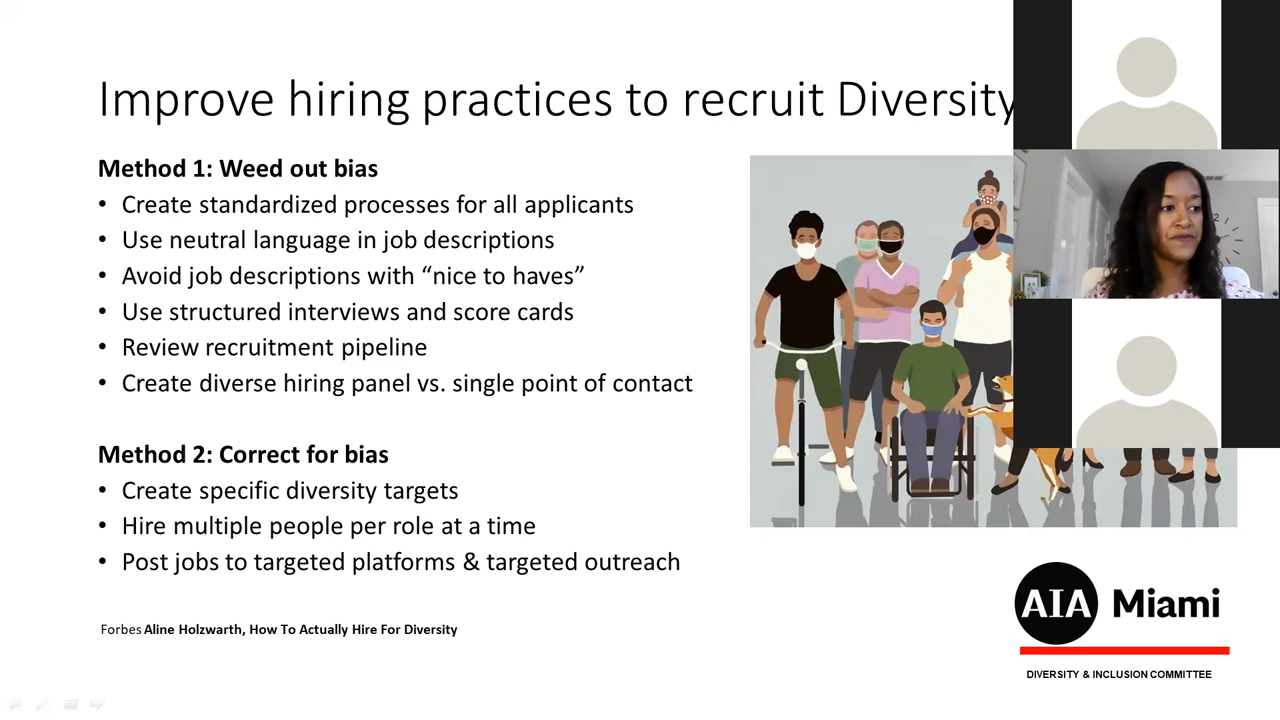 Improve hiring practices to recruit Diversity
Method 1: Weed out bias
• Create standardized processes for all applicants
• Use neutral language in job descriptions
• Avoid job descriptions with “nice to haves”
• Use structured interviews and score cards
• Review recruitment pipeline
• Create diverse hiring panel vs. single point of contact
Method 2: Correct for bias
• Create specific diversity targets
• Hire multiple people per role at a time
• Post jobs to targeted platforms & targeted outreach
Forbes Aline Holzwarth, How To Actually Hire For Diversity
AIA Miami
DIVERSITY & INCLUSION COMMITTEE